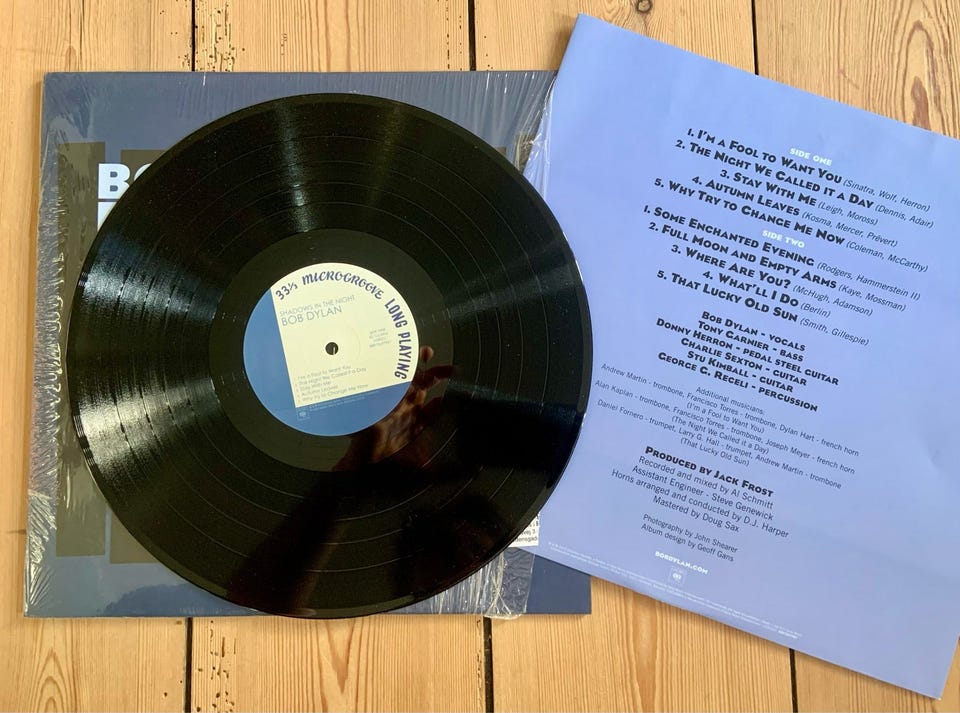 BO
33⅓ MICROGROOVE LONG PLAYING
SHADOWS IN THE NIGHT
BOB DYLAN
1. I'm a Fool to Want You
2. The Night We Called it a Day
3. Stay With Me
4. Autumn Leaves
5. Why Try to Change Me Now
SIDE ONE
1. I'M A FOOL TO WANT YOU (Sinatra, Wolf, Herron)
2. THE NIGHT WE CALLED IT A DAY (Dennis, Adair)
3. STAY WITH ME (Leigh, Moross)
4. AUTUMN LEAVES (Kosma, Mercer, Prévert)
5. WHY TRY TO CHANGE ME NOW (Coleman, McCarthy)
SIDE TWO
1. SOME ENCHANTED EVENING (Rodgers, Hammerstein II)
2. FULL MOON AND EMPTY ARMS (Kaye, Mossman)
3. WHERE ARE YOU? (McHugh, Adamson)
4. WHAT'LL I DO (Berlin)
5. THAT LUCKY OLD SUN (Smith, Gillespie)
BOB DYLAN - VOCALS
TONY GARNIER - BASS
DONNY HERRON - PEDAL STEEL GUITAR
CHARLIE SEXTON - GUITAR
STU KIMBALL - GUITAR
GEORGE C. RECELI - PERCUSSION
Additional musicians:
Andrew Martin - trombone, Francisco Torres - trombone, Dylan Hart - french horn
(I'm a Fool to Want You)
Alan Kaplan - trombone, Francisco Torres - trombone, Joseph Meyer - french horn
(The Night We Called it a Day)
Daniel Fornero - trumpet, Larry G. Hall - trumpet, Andrew Martin - trombone
(That Lucky Old Sun)
PRODUCED BY JACK FROST
Recorded and mixed by Al Schmitt
Assistant Engineer - Steve Genewick
Horns arranged and conducted by D.J. Harper
Mastered by Doug Sax
Photography by John Shearer
Album design by Geoff Gans
BOBDYLAN.COM